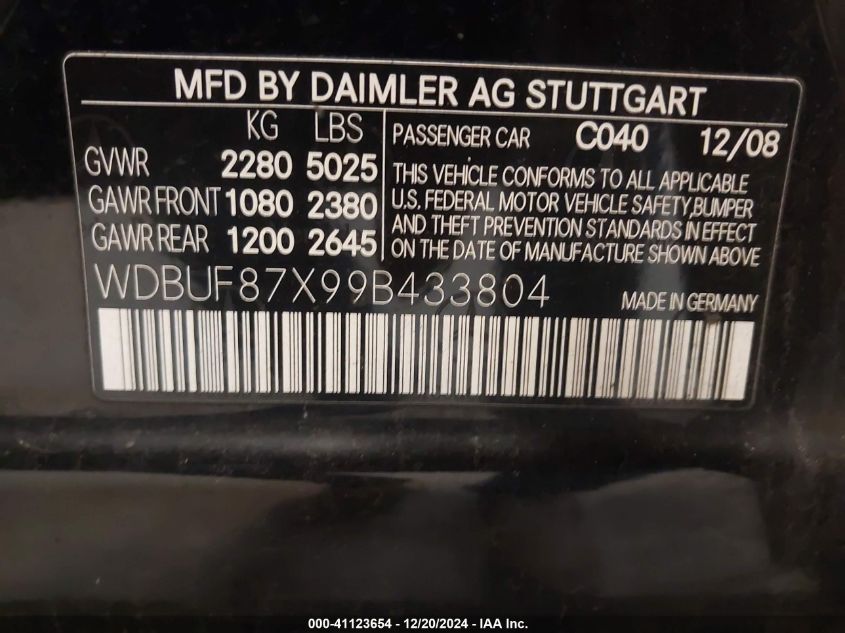 MFD BY DAIMLER AG STUTTGART
KG LBS
GVWR 2280 5025
GAWR FRONT 1080 2380
GAWR REAR 1200 2645
PASSENGER CAR C040 12/08
THIS VEHICLE CONFORMS TO ALL APPLICABLE
U.S. FEDERAL MOTOR VEHICLE SAFETY,BUMPER
AND THEFT PREVENTION STANDARDS IN EFFECT
ON THE DATE OF MANUFACTURE SHOWN ABOVE
WDBUF87X99B433804
MADE IN GERMANY
000-41123654 - 12/20/2024 - IAA Inc.